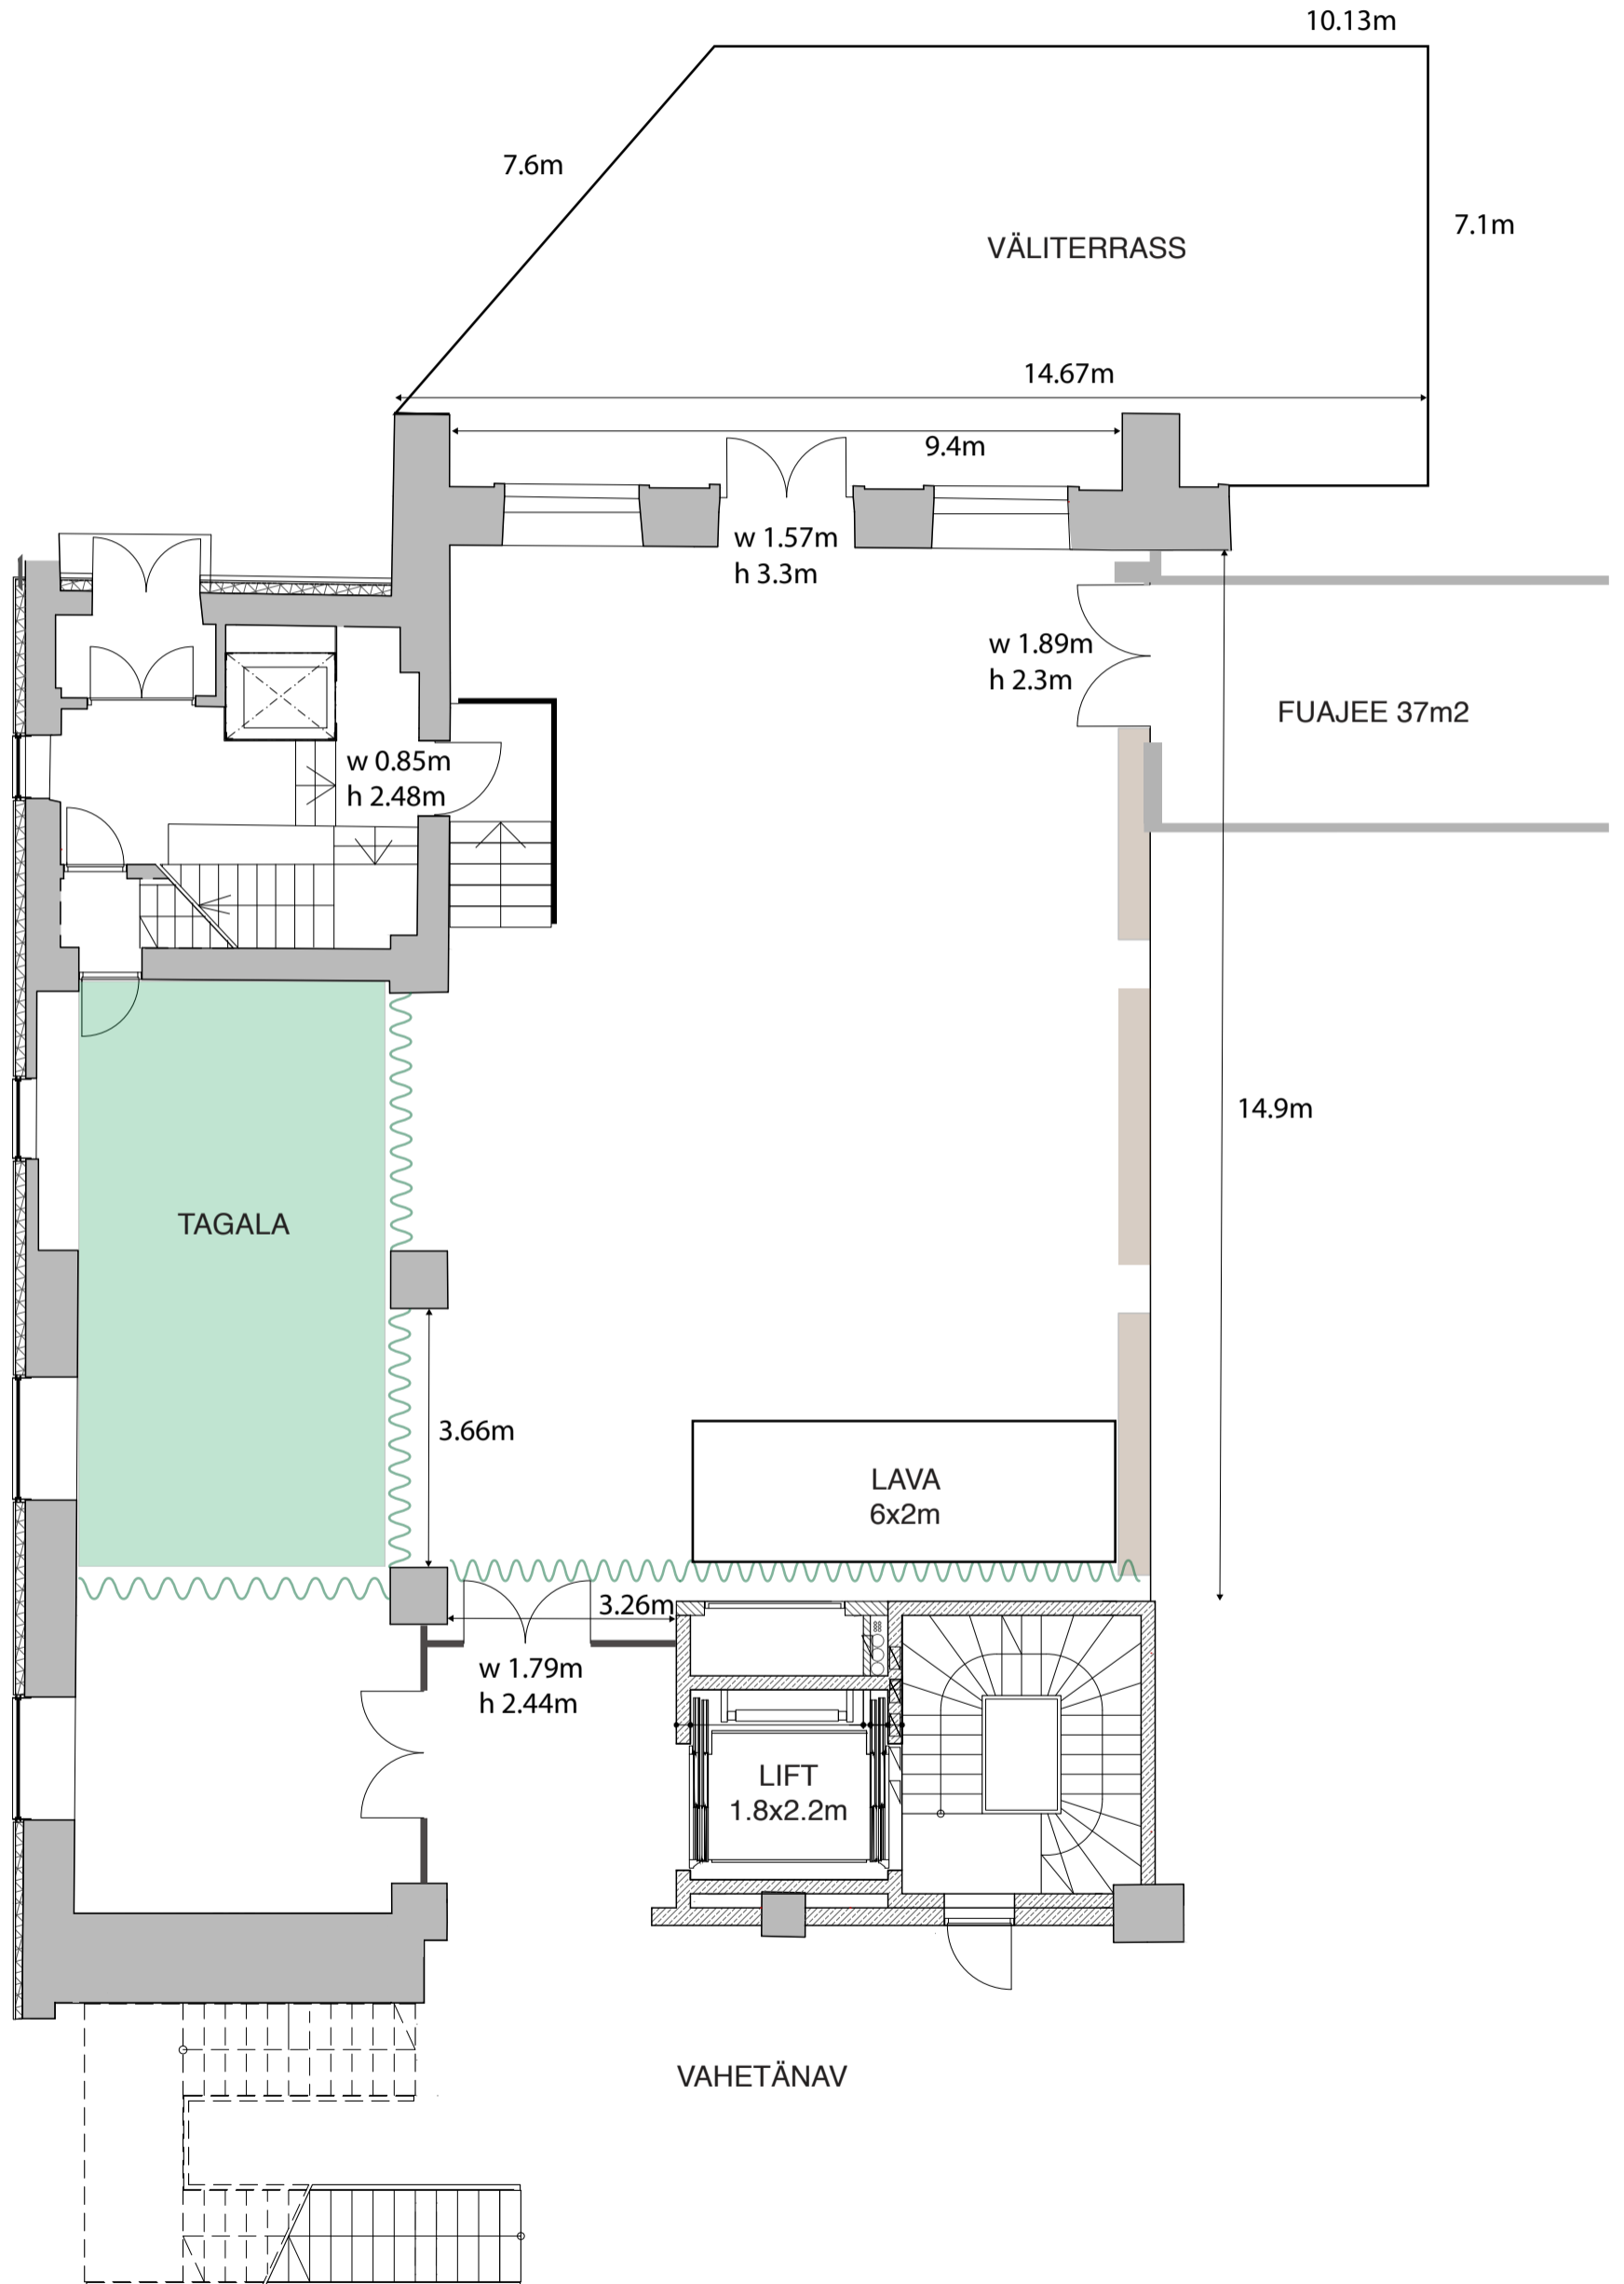 10.13m
7.6m
7.1m
VÄLITERRASS
14.67m
9.4m
w 1.57m
h 3.3m
w 1.89m
h 2.3m
FUAJEE 37m2
w 0.85m
h 2.48m
14.9m
TAGALA
3.66m
LAVA
6x2m
3.26m
w 1.79m
h 2.44m
LIFT
1.8x2.2m
VAHETÄNAV